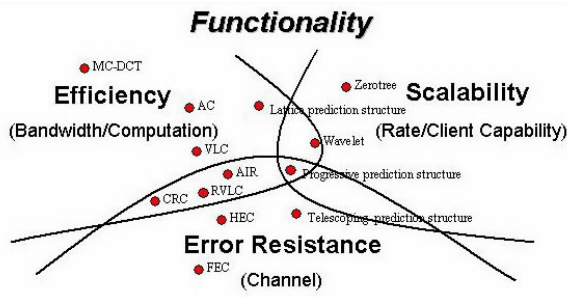 Functionality
MC-DCT
Zerotree
Efficiency
Scalability
AC
Lattice prediction structure
(Bandwidth/Computation)
(Rate/Client Capability)
Wavelet
VLC
AIR
Progressive prediction structure
RVLC
CRC
HEC
Telescoping prediction structure
Error Resistance
FEC
(Channel)